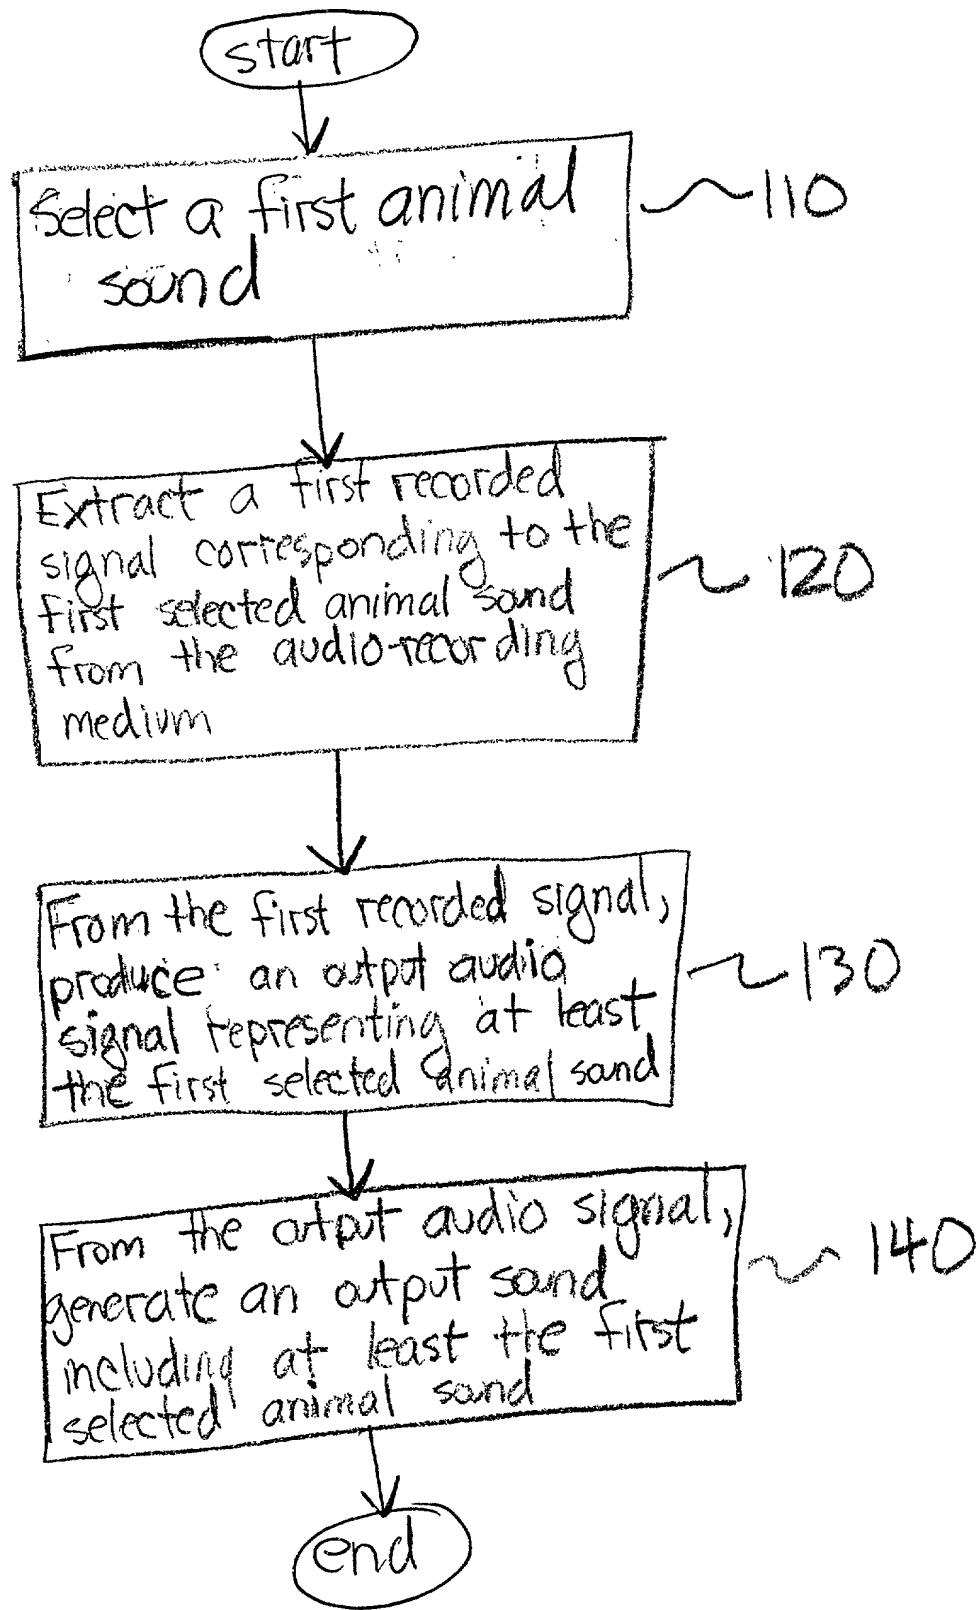 start
Select a first animal
sound
110
Extract a first recorded
signal corresponding to the
first selected animal sound
from the audio-recording
medium
120
From the first recorded signal,
produce an output audio
signal representing at least
the first selected animal sound
130
From the output audio signal,
generate an output sound
including at least the first
selected animal sound
140
end